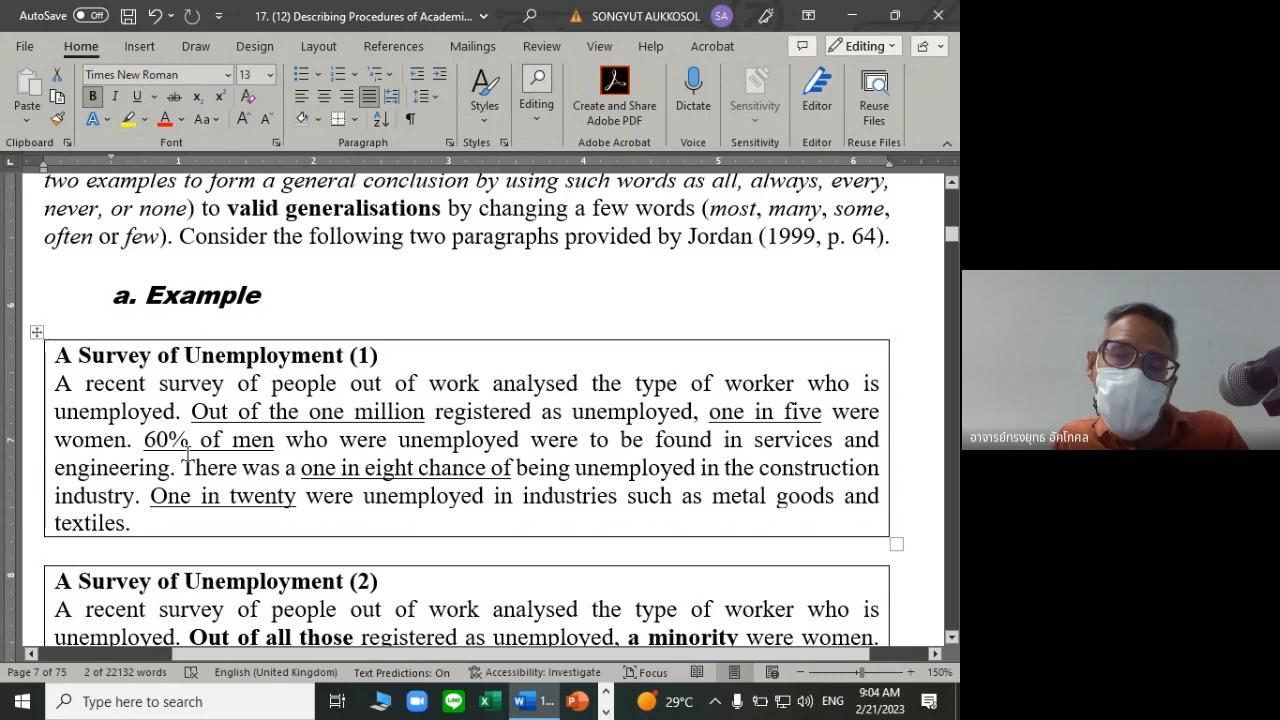 AutoSave Off 17. (12) Describing Procedures of Academi... SONGYUT AUKKOSOL SA
File Home Insert Draw Design Layout References Mailings Review View Help Acrobat Editing
Times New Roman 13
Paste Styles Editing Create and Share Adobe PDF Dictate Sensitivity Editor Reuse Files
Clipboard Font Paragraph Styles Adobe Acrobat Voice Sensitivity Editor Reuse Files
two examples to form a general conclusion by using such words as all, always, every,
never, or none) to valid generalisations by changing a few words (most, many, some,
often or few). Consider the following two paragraphs provided by Jordan (1999, p. 64).
a. Example
A Survey of Unemployment (1)
A recent survey of people out of work analysed the type of worker who is
unemployed. Out of the one million registered as unemployed, one in five were
women. 60% of men who were unemployed were to be found in services and
engineering. There was a one in eight chance of being unemployed in the construction
industry. One in twenty were unemployed in industries such as metal goods and
textiles.
A Survey of Unemployment (2)
A recent survey of people out of work analysed the type of worker who is
unemployed. Out of all those registered as unemployed, a minority were women.
Page 7 of 75 2 of 22132 words English (United Kingdom) Text Predictions: On Accessibility: Investigate Focus 150%
Type here to search 1... 29°C ENG 9:04 AM
2/21/2023
อาจารย์ทรงยุทธ อัคโกศล